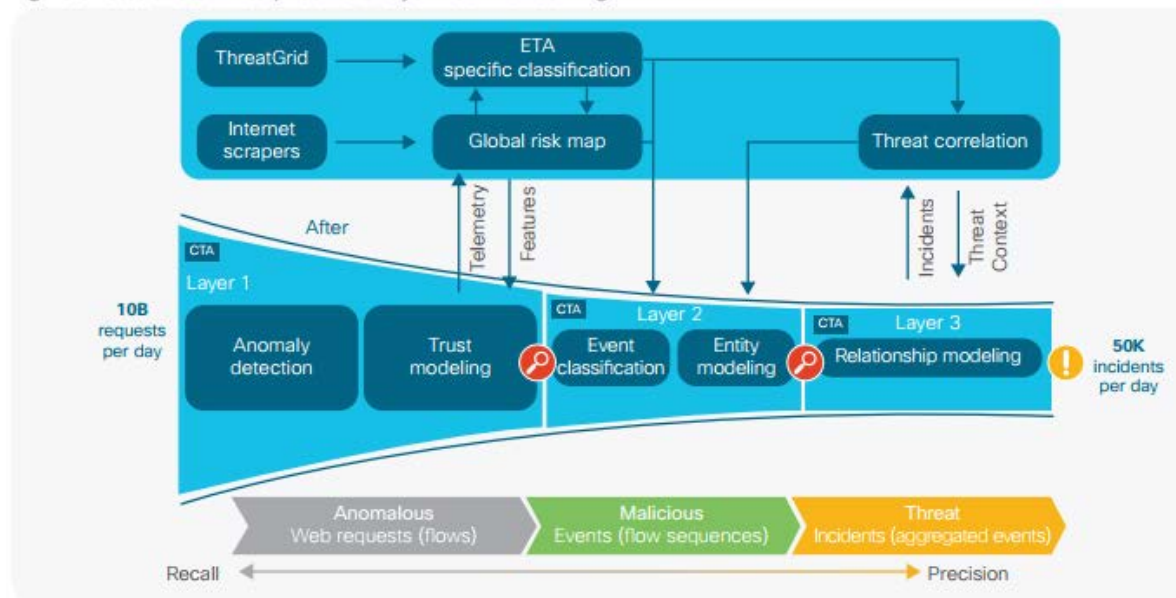 ThreatGrid
ETA
specific classification
Internet
scrapers
Global risk map
Threat correlation
After
Telemetry
Features
Incidents
Threat
Context
CTA
Layer 1
10B
requests
per day
Anomaly
detection
Trust
modeling
CTA
Layer 2
Event
classification
Entity
modeling
CTA
Layer 3
Relationship modeling
50K
incidents
per day
Anomalous
Web requests (flows)
Malicious
Events (flow sequences)
Threat
Incidents (aggregated events)
Recall
Precision